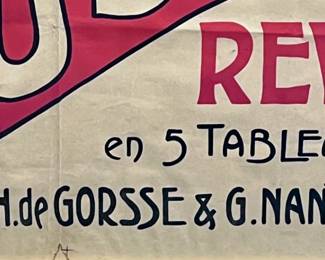 REV
en 5 TABLE
H.de GORSSE & G.NAN